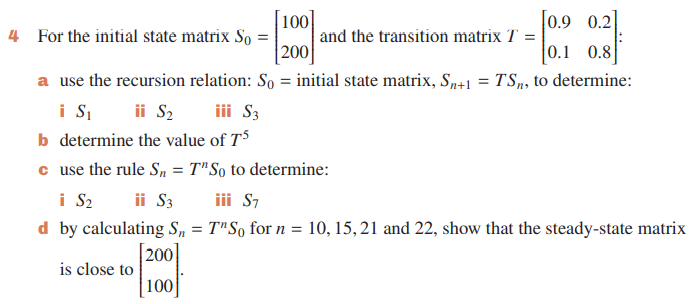 4 For the initial state matrix S₀ = [100; 200] and the transition matrix T = [0.9 0.2; 0.1 0.8]:
a use the recursion relation: S₀ = initial state matrix, Sₙ₊₁ = TSₙ, to determine:
i S₁ ii S₂ iii S₃
b determine the value of T⁵
c use the rule Sₙ = TⁿS₀ to determine:
i S₂ ii S₃ iii S₇
d by calculating Sₙ = TⁿS₀ for n = 10, 15, 21 and 22, show that the steady-state matrix
is close to [200; 100].